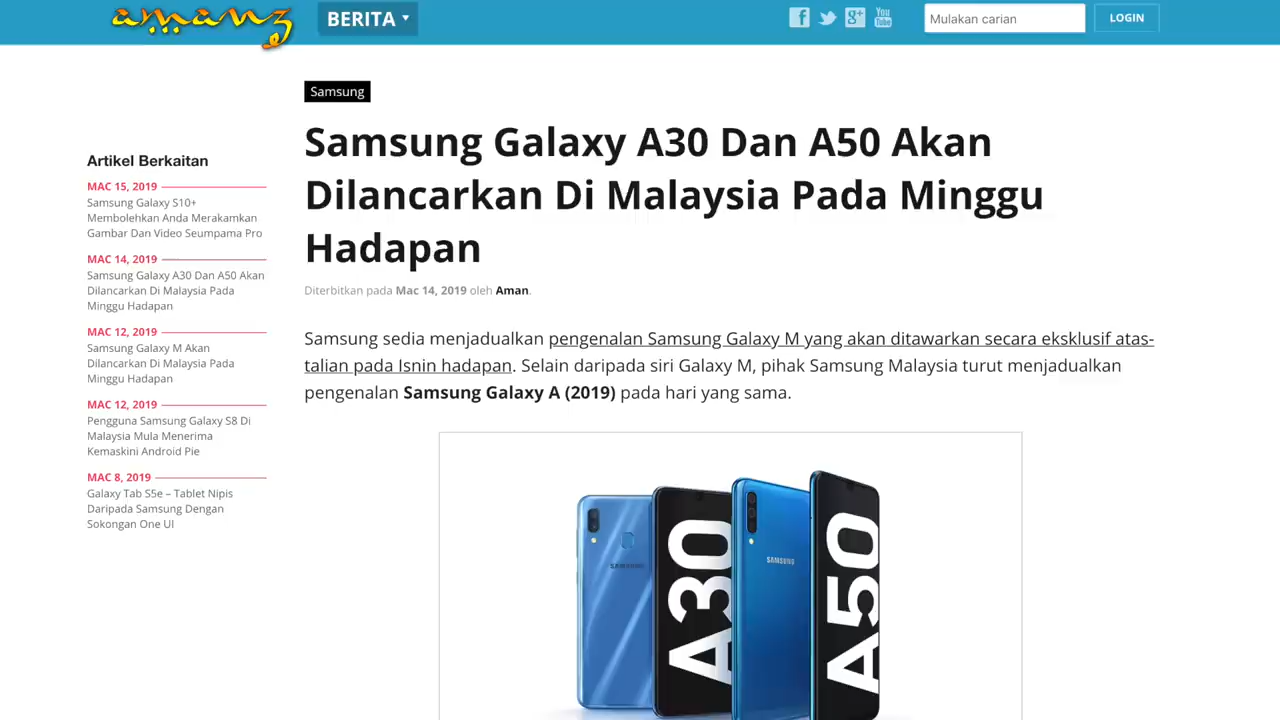 amanz
BERITA
Mulakan carian
LOGIN
Samsung
Samsung Galaxy A30 Dan A50 Akan
Dilancarkan Di Malaysia Pada Minggu
Hadapan
Diterbitkan pada Mac 14, 2019 oleh Aman.
Artikel Berkaitan
MAC 15, 2019
Samsung Galaxy S10+
Membolehkan Anda Merakamkan
Gambar Dan Video Seumpama Pro
MAC 14, 2019
Samsung Galaxy A30 Dan A50 Akan
Dilancarkan Di Malaysia Pada
Minggu Hadapan
MAC 12, 2019
Samsung Galaxy M Akan
Dilancarkan Di Malaysia Pada
Minggu Hadapan
MAC 12, 2019
Pengguna Samsung Galaxy S8 Di
Malaysia Mula Menerima
Kemaskini Android Pie
MAC 8, 2019
Galaxy Tab S5e – Tablet Nipis
Daripada Samsung Dengan
Sokongan One UI
Samsung sedia menjadualkan pengenalan Samsung Galaxy M yang akan ditawarkan secara eksklusif atas-
talian pada Isnin hadapan. Selain daripada siri Galaxy M, pihak Samsung Malaysia turut menjadualkan
pengenalan Samsung Galaxy A (2019) pada hari yang sama.
SAMSUNG
A30
SAMSUNG
A50